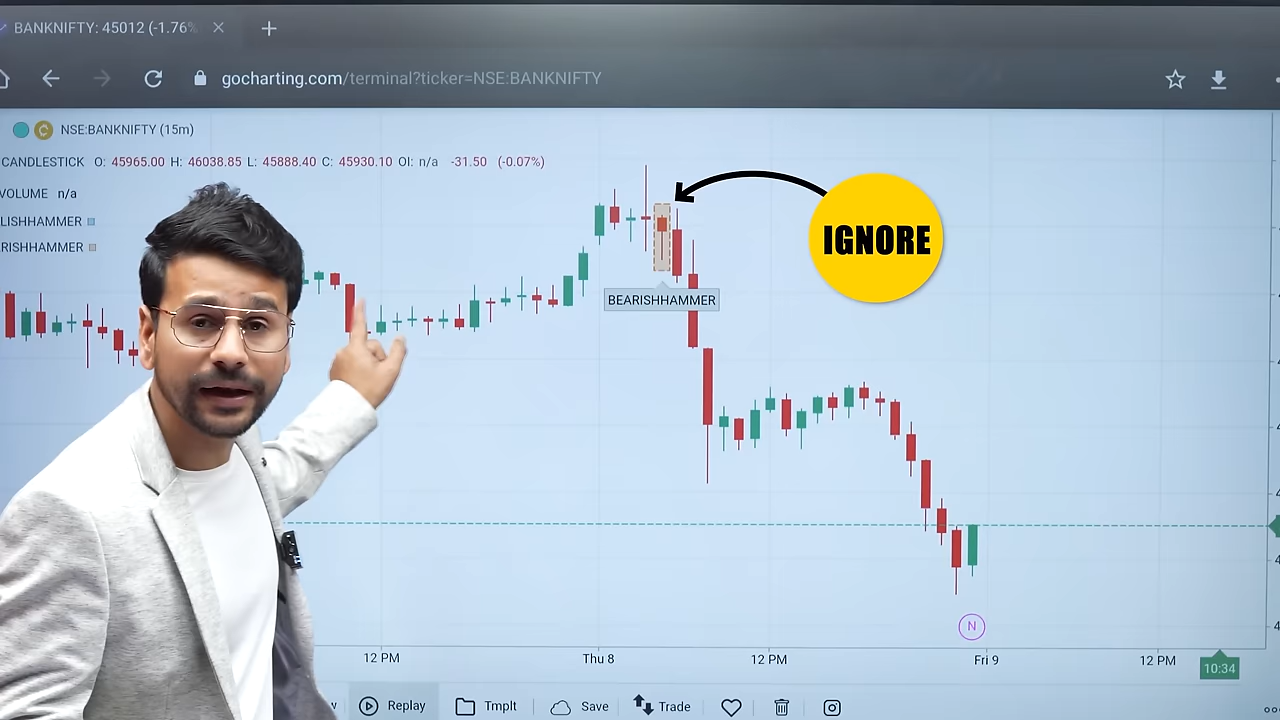 BANKNIFTY: 45012 (-1.76%
gocharting.com/terminal?ticker=NSE:BANKNIFTY
NSE:BANKNIFTY (15m)
CANDLESTICK O: 45965.00 H: 46038.85 L: 45888.40 C: 45930.10 OI: n/a -31.50 (-0.07%)
VOLUME n/a
LISHHAMMER
RISHHAMMER
IGNORE
BEARISHHAMMER
N
12 PM Thu 8 12 PM Fri 9 12 PM 10:34
Replay Tmplt Save Trade